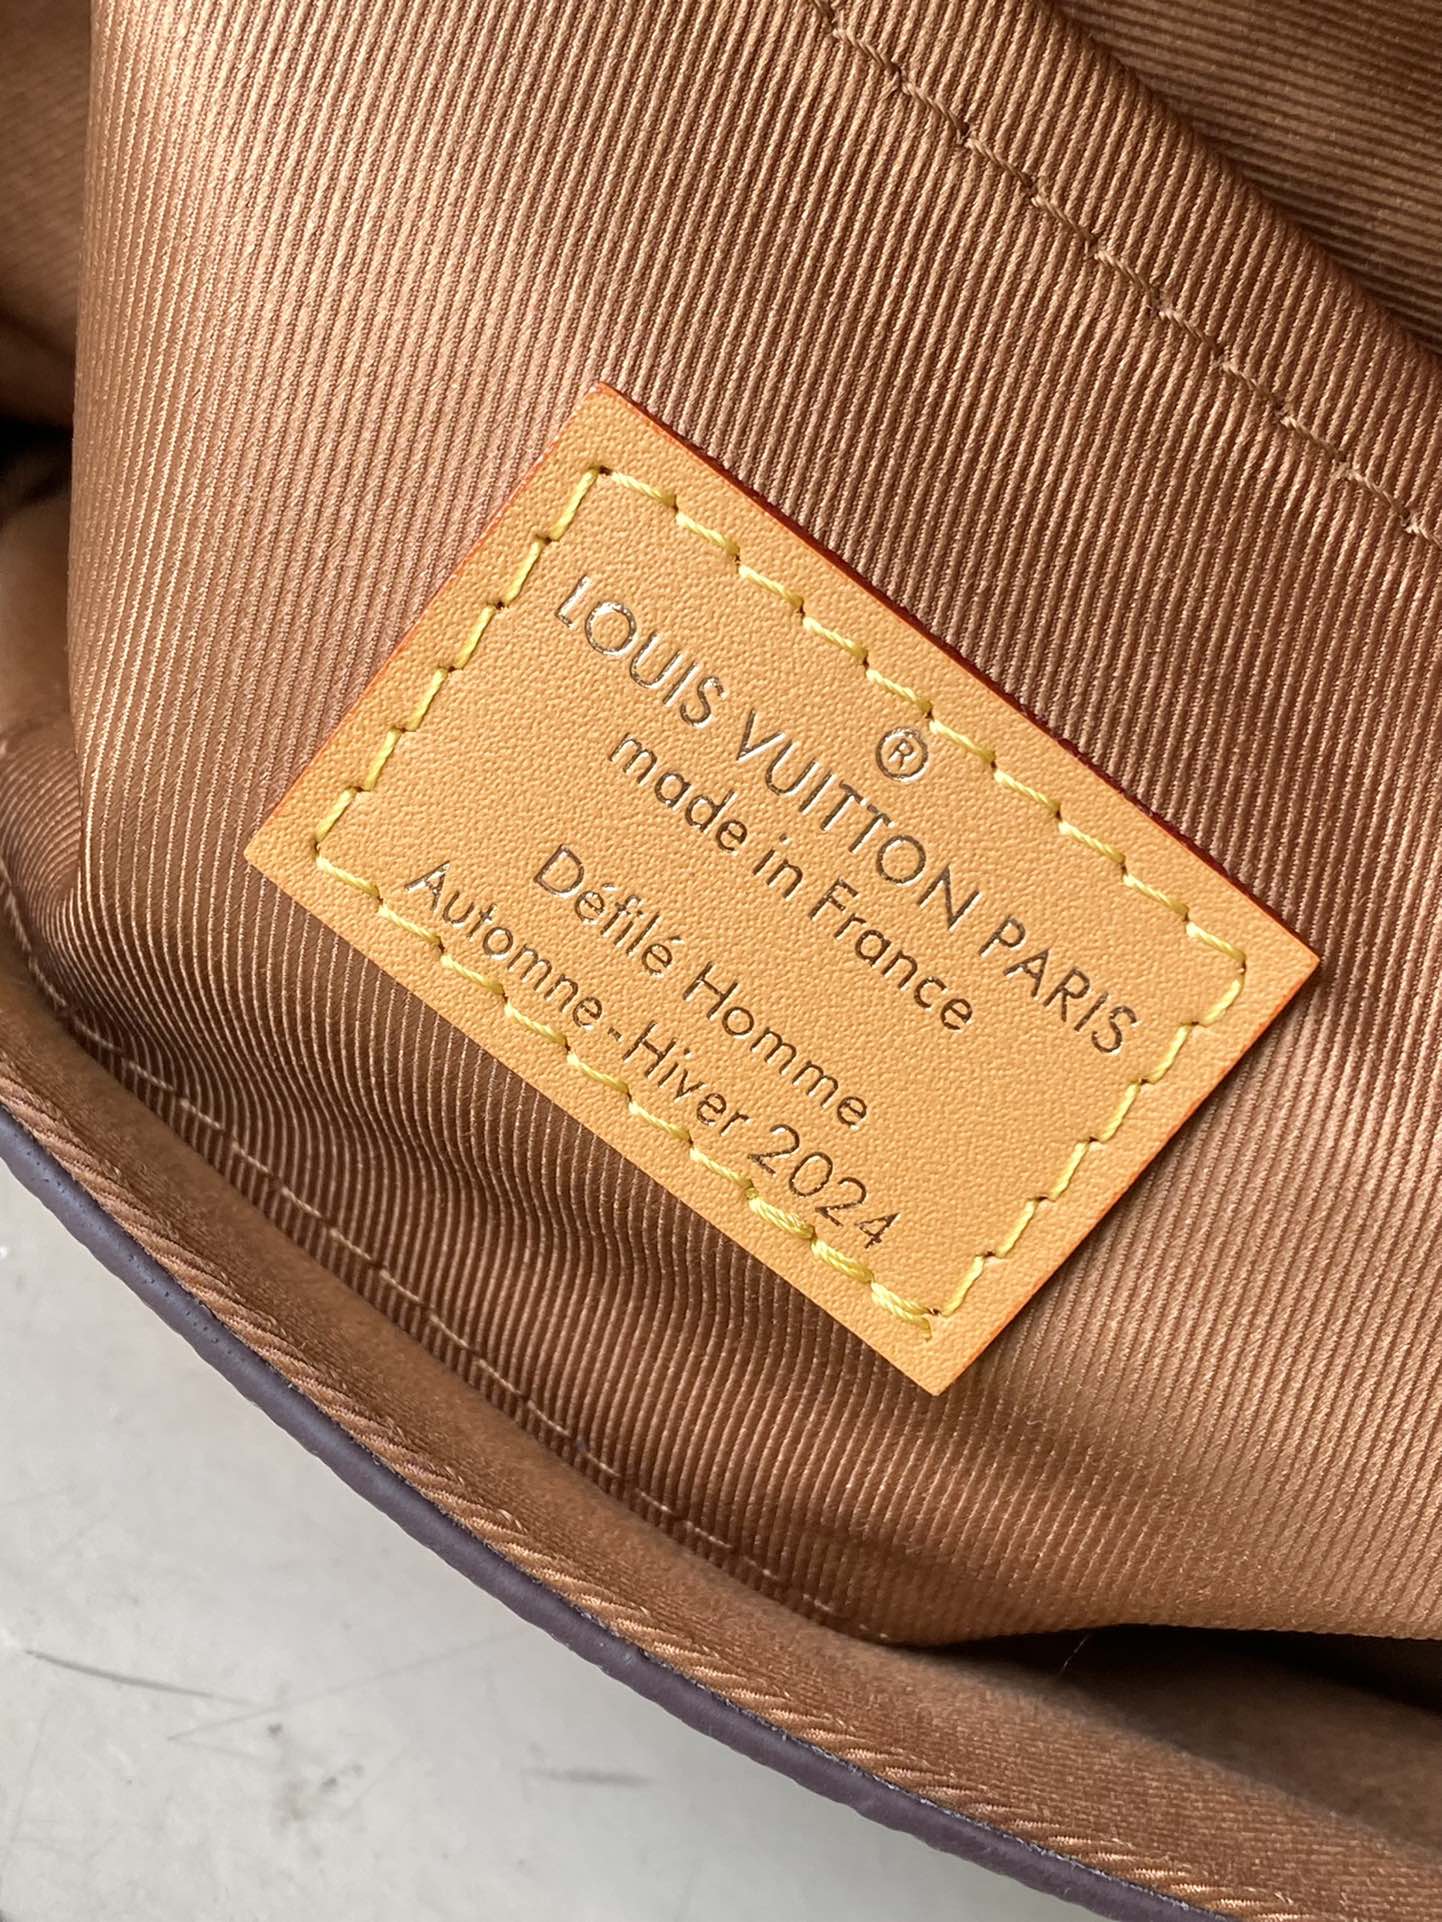 LOUIS VUITTON PARIS
®
made in France
Défilé Homme
Automne-Hiver 2024